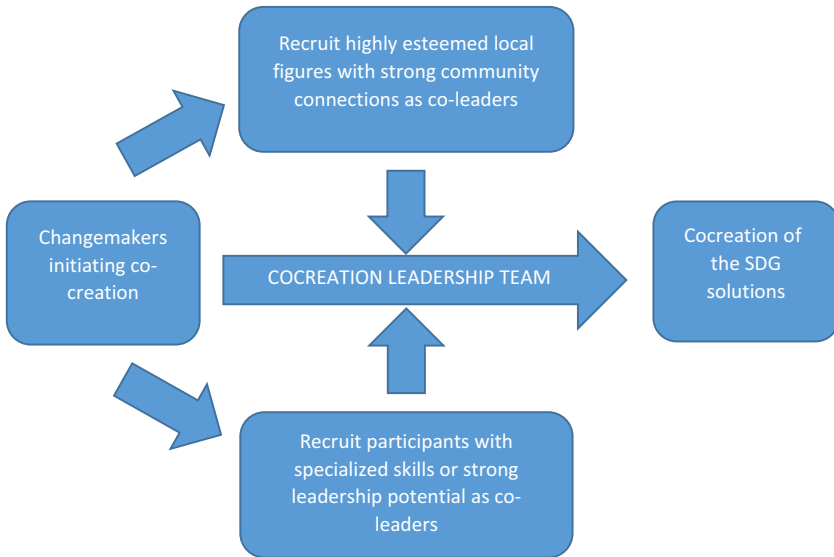 Recruit highly esteemed local
figures with strong community
connections as co-leaders
Changemakers
initiating co-
creation
COCREATION LEADERSHIP TEAM
Cocreation of
the SDG
solutions
Recruit participants with
specialized skills or strong
leadership potential as co-
leaders